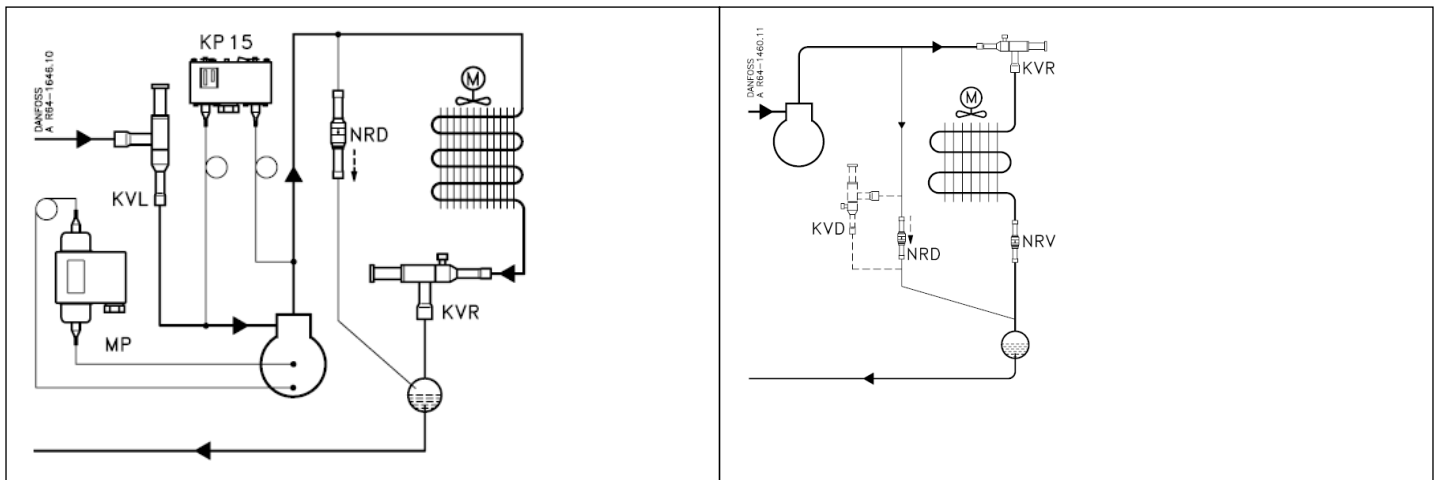 KP 15
DANFOSS
A R64-1646.10
M
NRD
KVL
KVR
MP
DANFOSS
A R64-1460.11
KVR
M
KVD
NRD
NRV